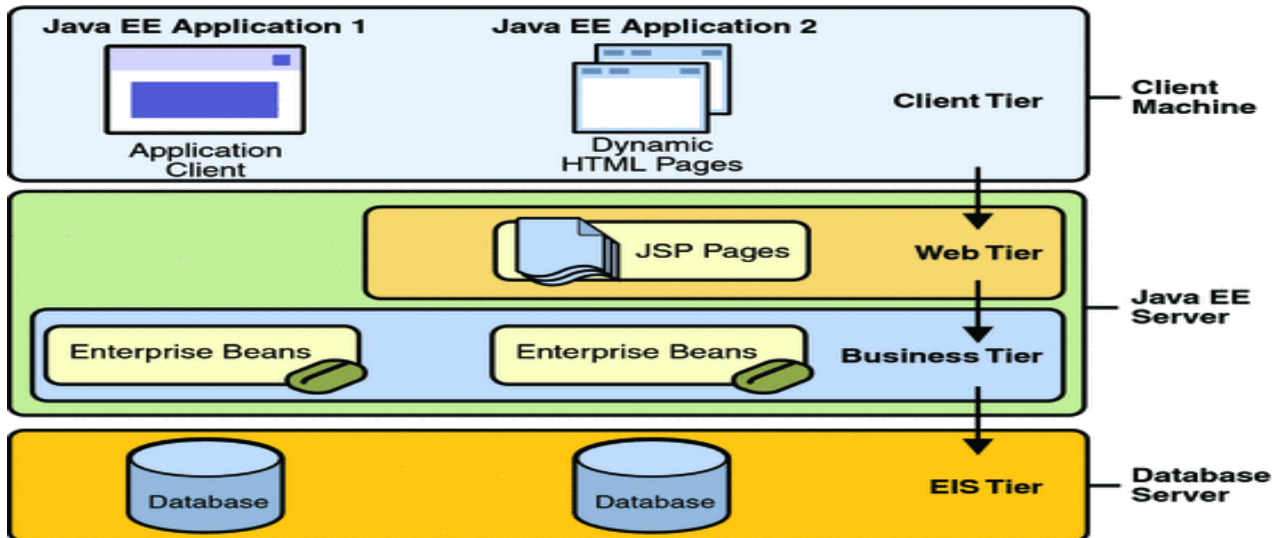 Java EE Application 1
Java EE Application 2
Client Tier
Client
Machine
Application
Client
Dynamic
HTML Pages
JSP Pages
Web Tier
Java EE
Server
Enterprise Beans
Enterprise Beans
Business Tier
Database
Database
EIS Tier
Database
Server